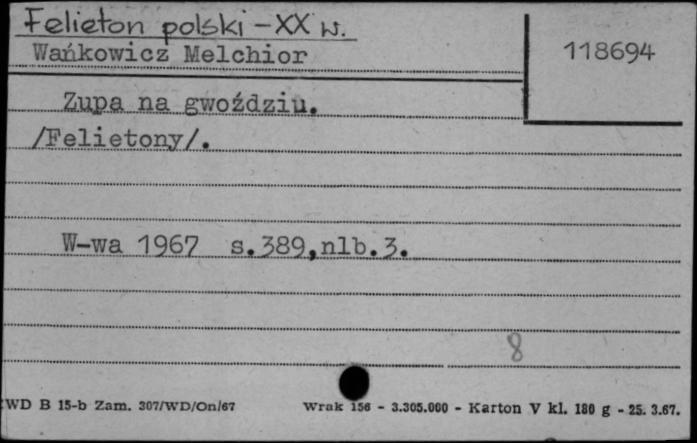 Felieton polski - XX w.
Wańkowicz Melchior
118694
Zupa na gwoździu.
/Felietony/.
W-wa 1967 s.389,nlb.3.
8
WD B 15-b Zam. 307/WD/On/67 Wrak 156 - 3.305.000 - Karton V kl. 180 g - 25. 3.67.